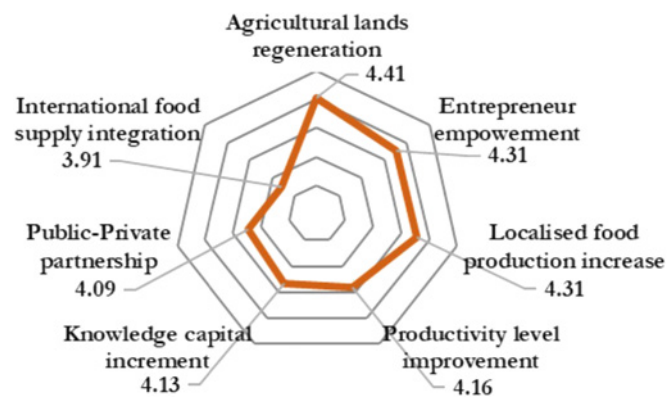 Agricultural lands
regeneration
4.41
Entrepreneur
empowerment
4.31
Localised food
production increase
4.31
Productivity level
improvement
4.16
Knowledge capital
increment
4.13
Public-Private
partnership
4.09
International food
supply integration
3.91